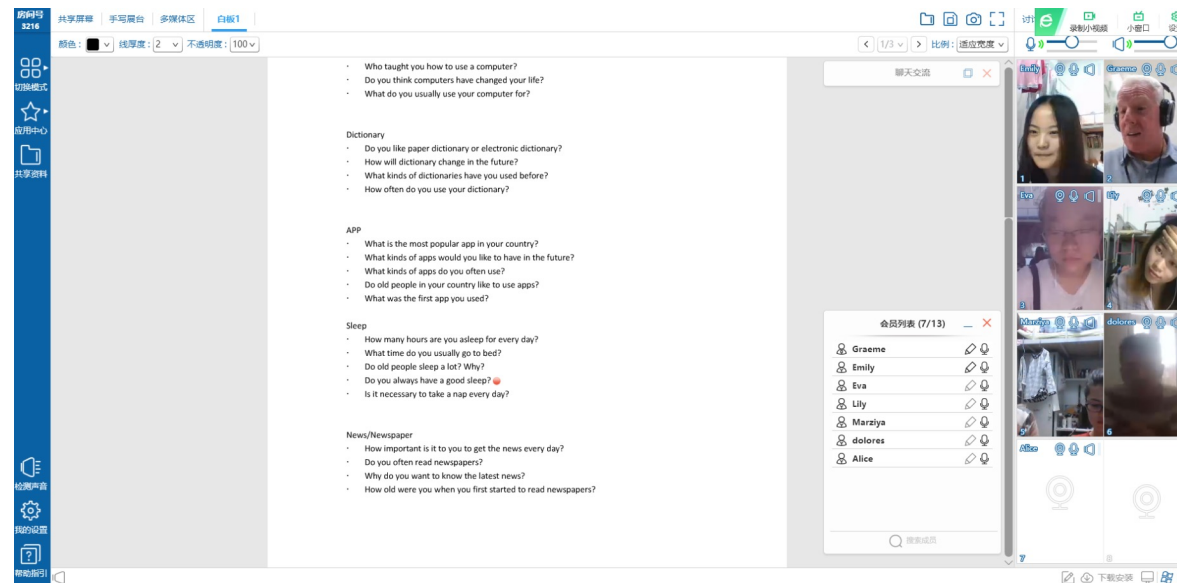 房间号
3216
共享屏幕 手写展台 多媒体区 白板1
讨
录制小视频 小窗口 设
颜色： 线厚度：2 不透明度：100
1/3 比例：适应宽度
切换模式
应用中心
共享资料
检测声音
我的设置
帮助指引
· Who taught you how to use a computer?
· Do you think computers have changed your life?
· What do you usually use your computer for?
Dictionary
· Do you like paper dictionary or electronic dictionary?
· How will dictionary change in the future?
· What kinds of dictionaries have you used before?
· How often do you use your dictionary?
APP
· What is the most popular app in your country?
· What kinds of apps would you like to have in the future?
· What kinds of apps do you often use?
· Do old people in your country like to use apps?
· What was the first app you used?
Sleep
· How many hours are you asleep for every day?
· What time do you usually go to bed?
· Do old people sleep a lot? Why?
· Do you always have a good sleep?
· Is it necessary to take a nap every day?
News/Newspaper
· How important is it to you to get the news every day?
· Do you often read newspapers?
· Why do you want to know the latest news?
· How old were you when you first started to read newspapers?
聊天交流
会员列表 (7/13)
Graeme
Emily
Eva
Lily
Marziya
dolores
Alice
搜索成员
Emily Graeme
1 2
Eva Lily
3 4
Marziya dolores
5 6
Alice
7 8
下载安装